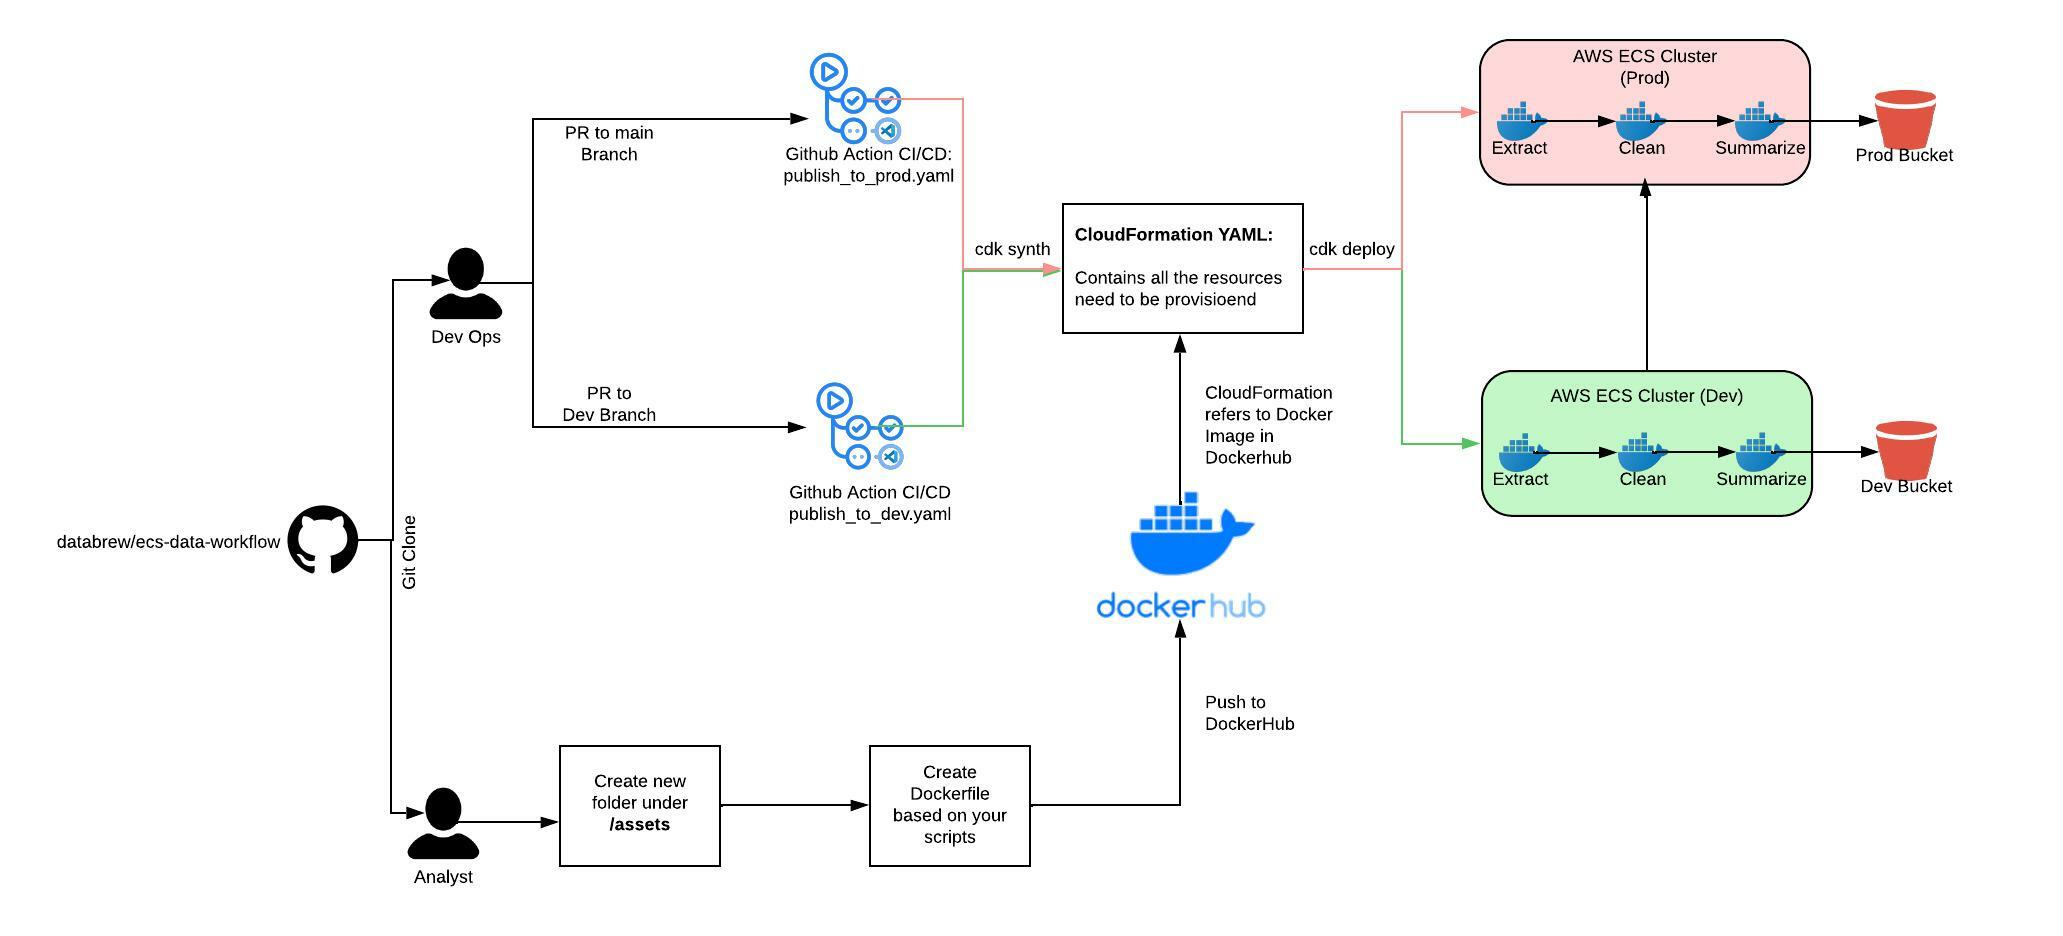 AWS ECS Cluster
(Prod)
Extract
Clean
Summarize
Prod Bucket
PR to main
Branch
Github Action CI/CD:
publish_to_prod.yaml
cdk synth
CloudFormation YAML:
Contains all the resources
need to be provisioend
cdk deploy
Dev Ops
PR to
Dev Branch
Github Action CI/CD
publish_to_dev.yaml
CloudFormation
refers to Docker
Image in
Dockerhub
AWS ECS Cluster (Dev)
Extract
Clean
Summarize
Dev Bucket
databrew/ecs-data-workflow
Git Clone
dockerhub
Push to
DockerHub
Create new
folder under
/assets
Create
Dockerfile
based on your
scripts
Analyst